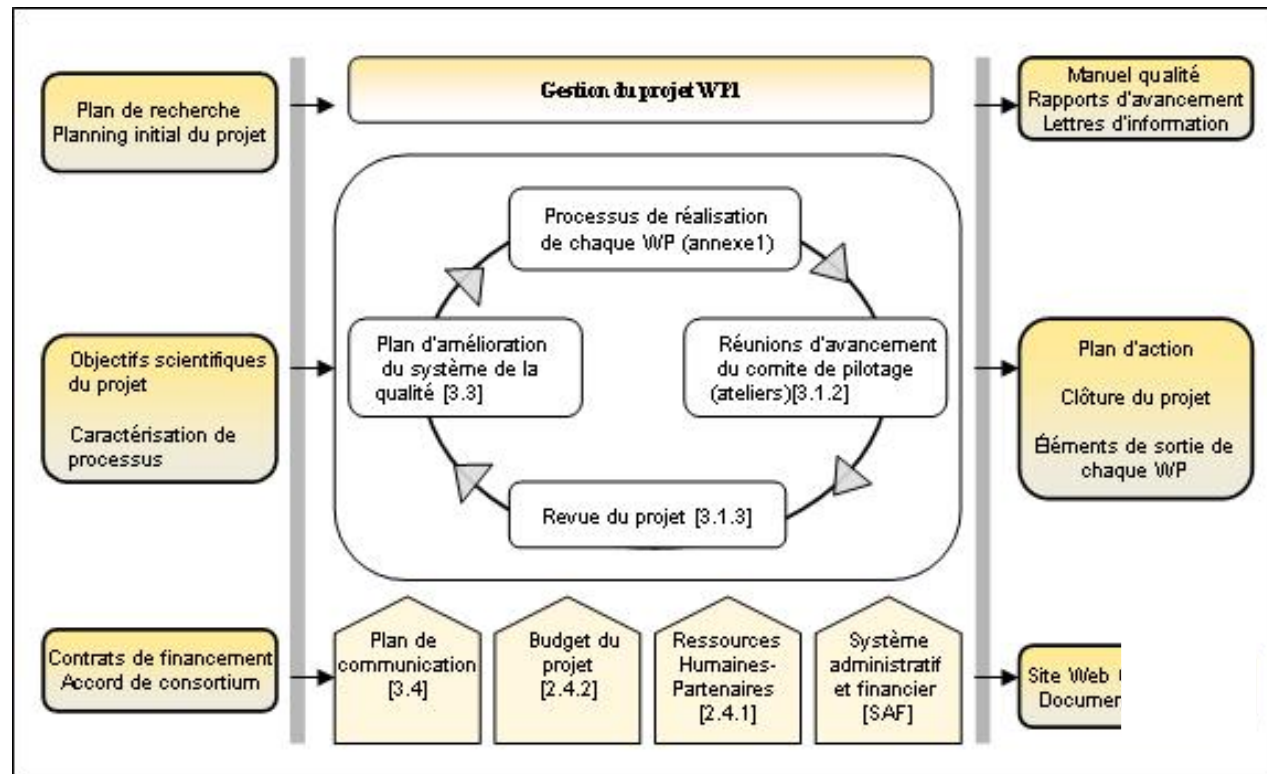 Plan de recherche
Planning initial du projet
Gestion du projet WP1
Manuel qualité
Rapports d'avancement
Lettres d'information
Processus de réalisation
de chaque WP (annexe1)
Objectifs scientifiques
du projet
Caractérisation de
processus
Plan d'amélioration
du système de la
qualité [3.3]
Réunions d'avancement
du comite de pilotage
(ateliers)[3.1.2]
Plan d'action
Clôture du projet
Éléments de sortie de
chaque WP
Revue du projet [3.1.3]
Contrats de financement
Accord de consortium
Plan de
communication
[3.4]
Budget du
projet
[2.4.2]
Ressources
Humaines-
Partenaires
[2.4.1]
Système
administratif
et financier
[SAF]
Site Web